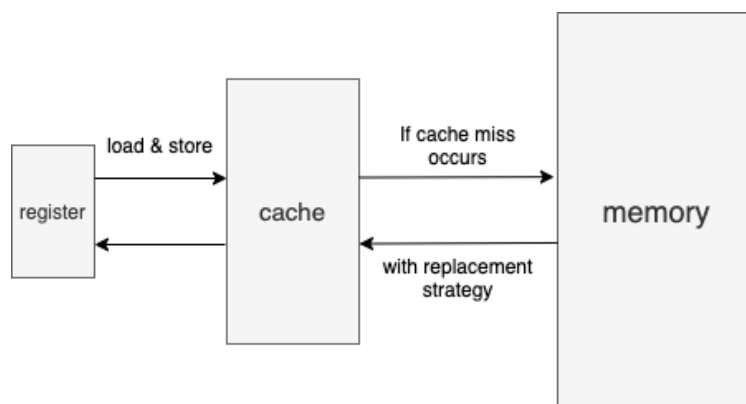 register
load & store
cache
If cache miss
occurs
with replacement
strategy
memory